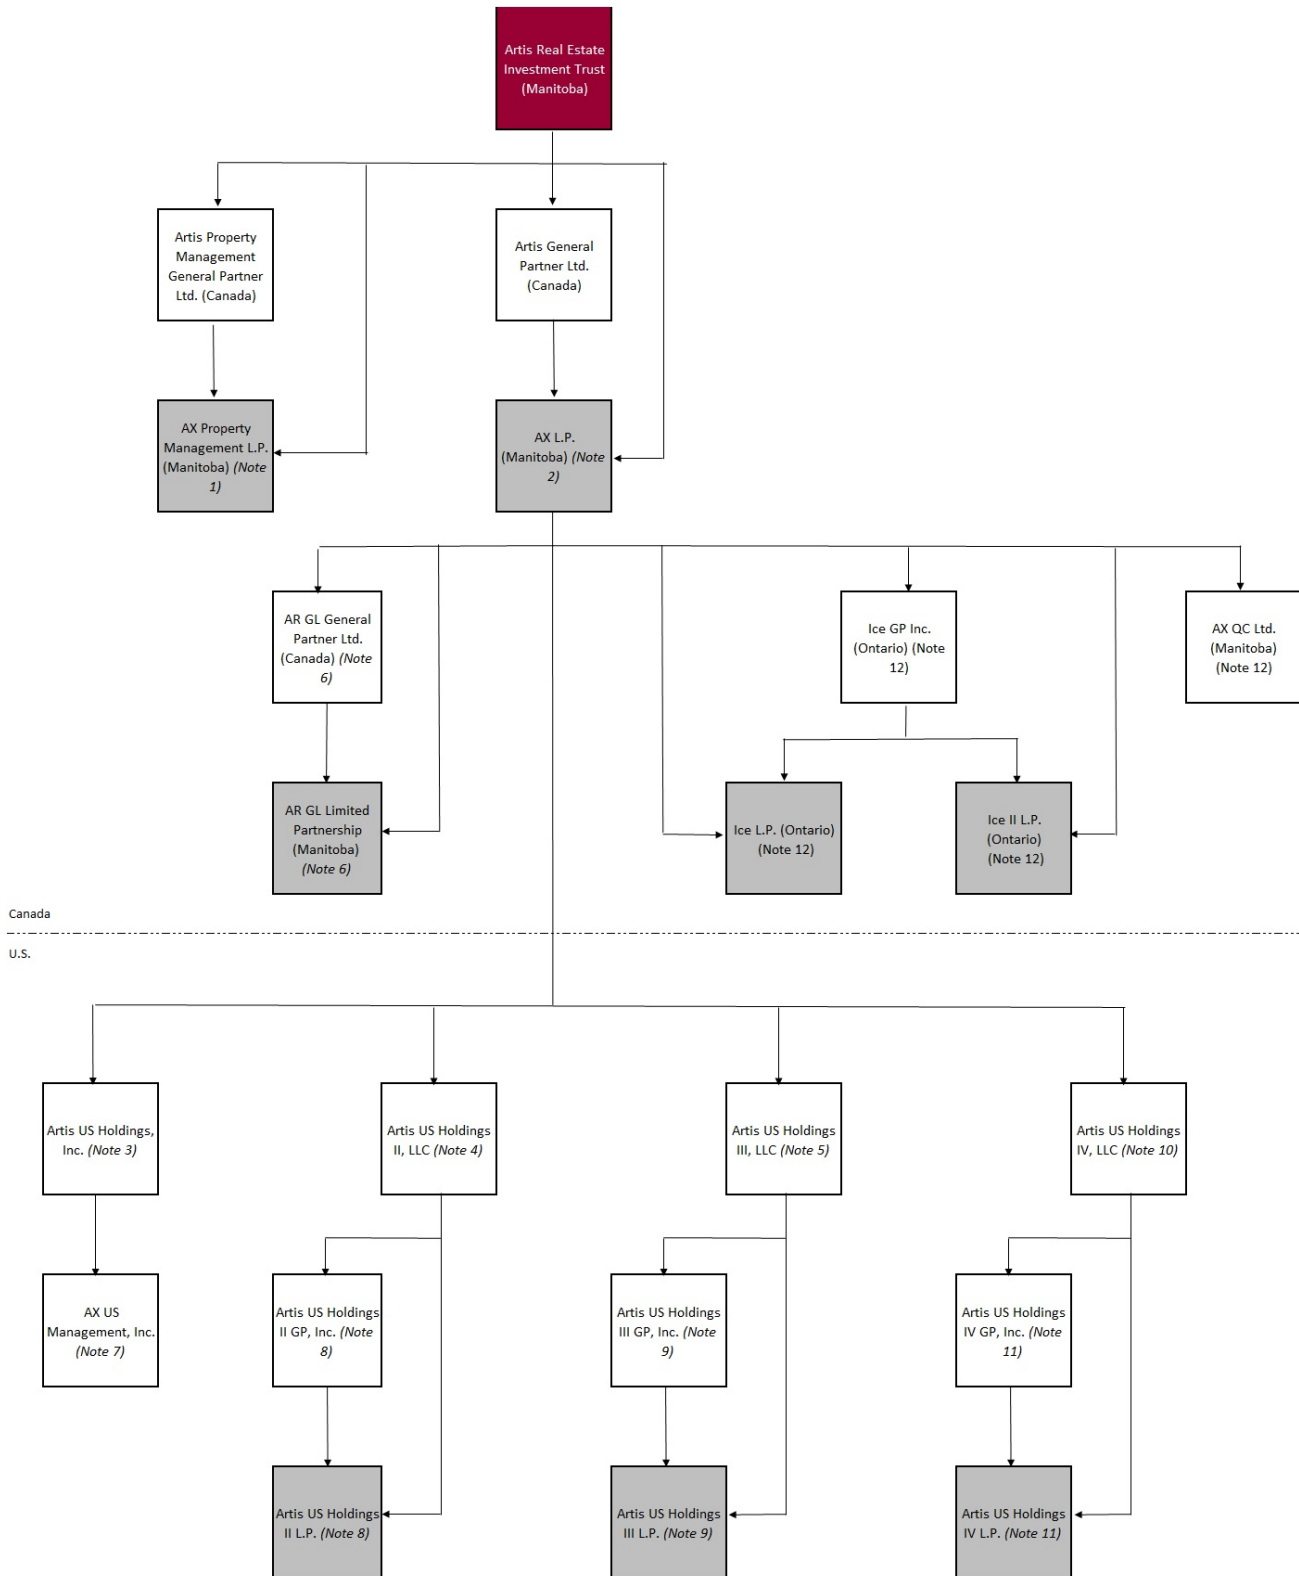 Artis Real Estate
Investment Trust
(Manitoba)
Artis Property
Management
General Partner
Ltd. (Canada)
Artis General
Partner Ltd.
(Canada)
AX Property
Management L.P.
(Manitoba) (Note
1)
AX L.P.
(Manitoba) (Note
2)
AR GL General
Partner Ltd.
(Canada) (Note
6)
Ice GP Inc.
(Ontario) (Note
12)
AX QC Ltd.
(Manitoba)
(Note 12)
AR GL Limited
Partnership
(Manitoba)
(Note 6)
Ice L.P. (Ontario)
(Note 12)
Ice II L.P.
(Ontario)
(Note 12)
Canada
U.S.
Artis US Holdings,
Inc. (Note 3)
Artis US Holdings
II, LLC (Note 4)
Artis US Holdings
III, LLC (Note 5)
Artis US Holdings
IV, LLC (Note 10)
AX US
Management, Inc.
(Note 7)
Artis US Holdings
II GP, Inc. (Note
8)
Artis US Holdings
III GP, Inc. (Note
9)
Artis US Holdings
IV GP, Inc. (Note
11)
Artis US Holdings
II L.P. (Note 8)
Artis US Holdings
III L.P. (Note 9)
Artis US Holdings
IV L.P. (Note 11)